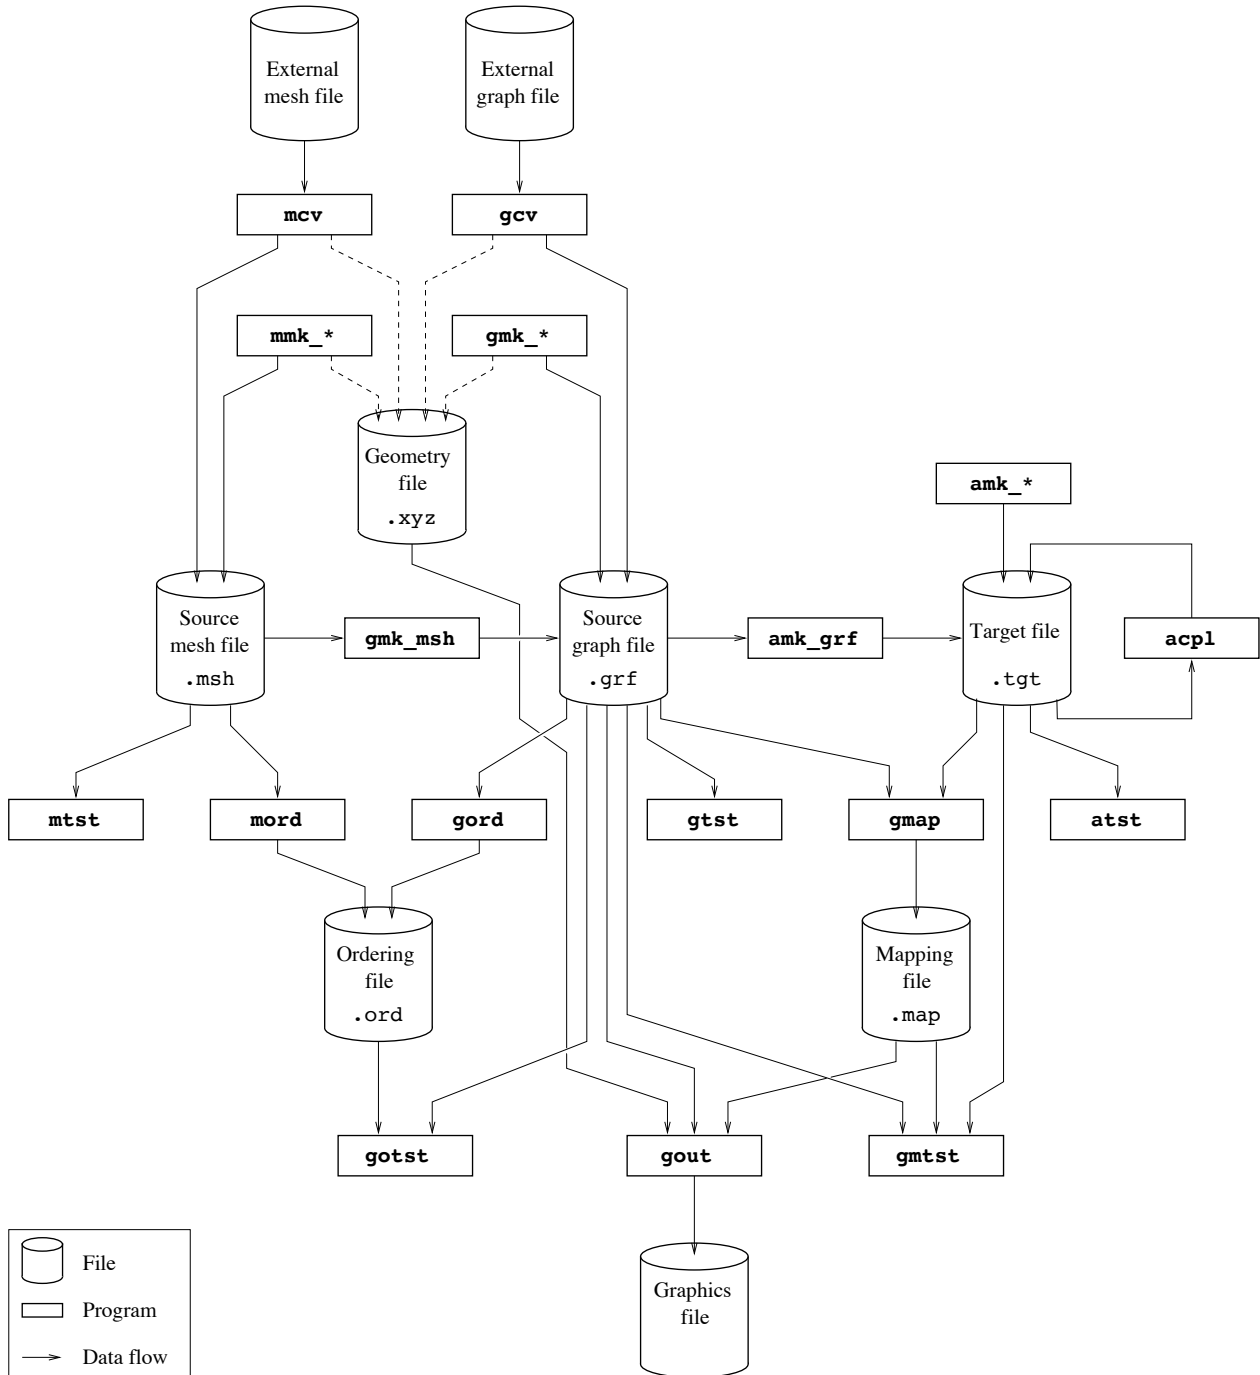 External
mesh file
External
graph file
mcv
gcv
mmk_*
gmk_*
Geometry
file
.xyz
amk_*
Source
mesh file
.msh
gmk_msh
Source
graph file
.grf
amk_grf
Target file
.tgt
acpl
mtst
mord
gord
gtst
gmap
atst
Ordering
file
.ord
Mapping
file
.map
gotst
gout
gmtst
File
Program
Data flow
Graphics
file